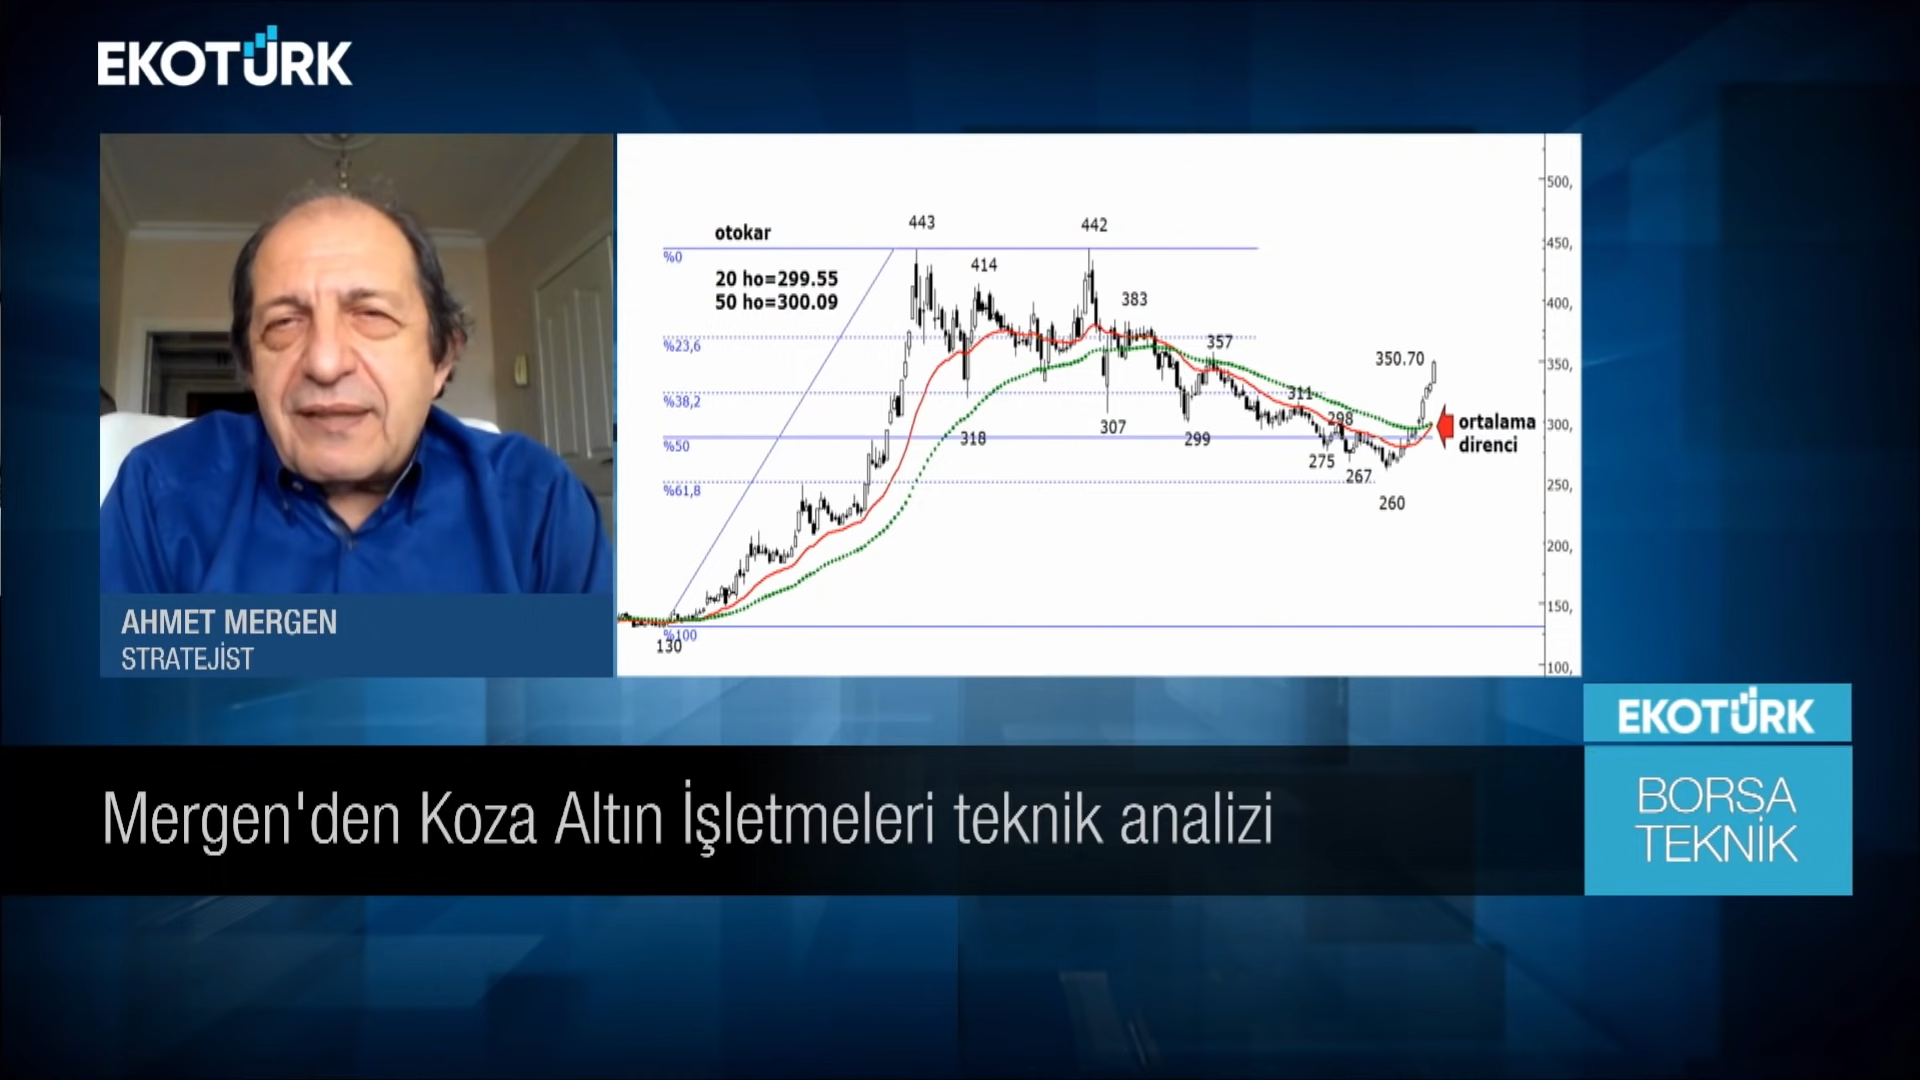 EKOTÜRK
AHMET MERGEN
STRATEJİST
otokar
20 ho=299.55
50 ho=300.09
443
442
414
383
357
350.70
311
298
318
307
299
275
267
260
130
%0
%23,6
%38,2
%50
%61,8
%100
ortalama
direnci
500,
450,
400,
350,
300,
250,
200,
150,
100,
EKOTÜRK
BORSA
TEKNİK
Mergen'den Koza Altın İşletmeleri teknik analizi